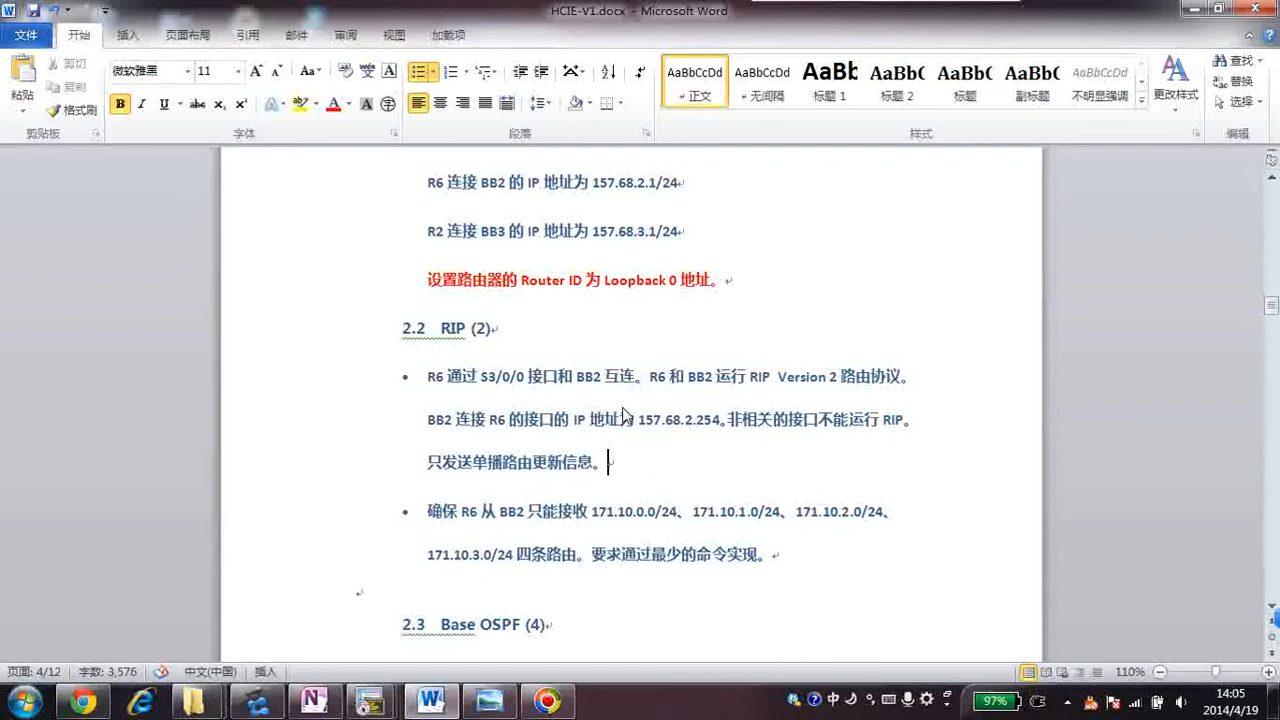 HCIE-V1.docx - Microsoft Word
文件 开始 插入 页面布局 引用 邮件 审阅 视图 加载项
粘贴 剪切 复制 格式刷
微软雅黑 11
AaBbCcDd AaBbCcDd AaBb AaBbC AaBbC AaBbC AaBbCcDd
正文 无间隔 标题 1 标题 2 标题 副标题 不明显强调
更改样式 查找 替换 选择
剪贴板 字体 段落 样式 编辑
R6 连接 BB2 的 IP 地址为 157.68.2.1/24
R2 连接 BB3 的 IP 地址为 157.68.3.1/24
设置路由器的 Router ID 为 Loopback 0 地址。
2.2 RIP (2)
• R6 通过 S3/0/0 接口和 BB2 互连。R6 和 BB2 运行 RIP Version 2 路由协议。
BB2 连接 R6 的接口的 IP 地址为 157.68.2.254。非相关的接口不能运行 RIP。
只发送单播路由更新信息。
• 确保 R6 从 BB2 只能接收 171.10.0.0/24、171.10.1.0/24、171.10.2.0/24、
171.10.3.0/24 四条路由。要求通过最少的命令实现。
2.3 Base OSPF (4)
页面: 4/12 字数: 3,576 中文(中国) 插入 110%
97% 14:05
2014/4/19